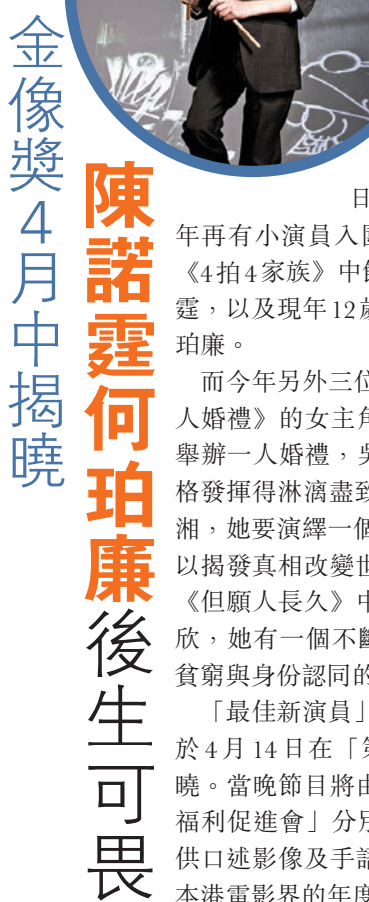 金像獎4月中揭曉
陳諾霆何珀廉後生可畏
日
年再有小演員入圍
《4拍4家族》中飾
霆，以及現年12歲
珀廉。
而今年另外三位
人婚禮》的女主角
舉辦一人婚禮，吳
格發揮得淋漓盡致
湘，她要演繹一個
以揭發真相改變世
《但願人長久》中
欣，她有一個不斷
貧窮與身份認同的
「最佳新演員」
於4月14日在「第
曉。當晚節目將由
福利促進會」分別
供口述影像及手語
本港電影界的年度